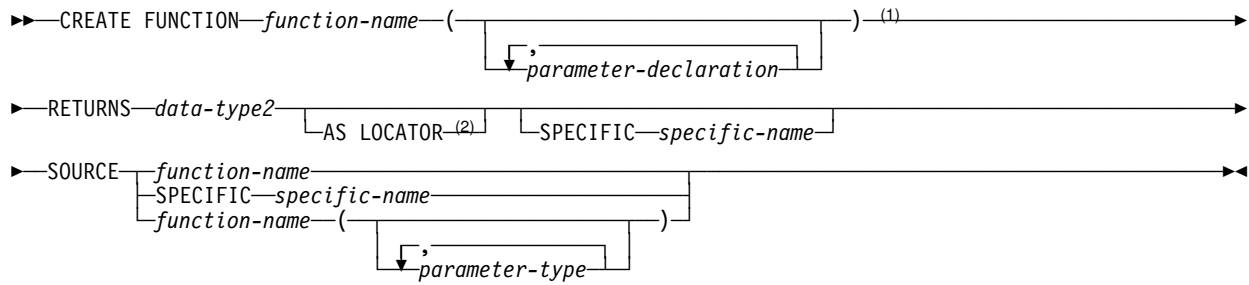 CREATE FUNCTION function-name ( ) (1)
,
parameter-declaration
RETURNS data-type2
AS LOCATOR (2) SPECIFIC specific-name
SOURCE function-name
SPECIFIC specific-name
function-name ( )
,
parameter-type